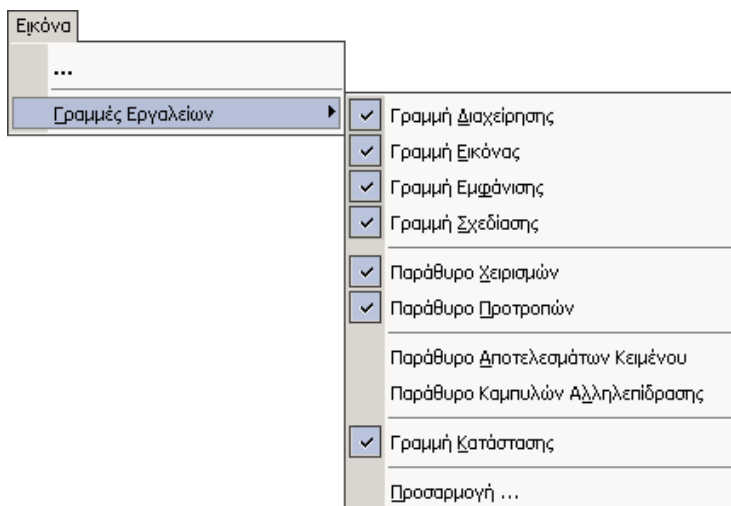 Εικόνα
...
Γραμμές Εργαλείων
Γραμμή Διαχείρησης
Γραμμή Εικόνας
Γραμμή Εμφάνισης
Γραμμή Σχεδίασης
Παράθυρο Χειρισμών
Παράθυρο Προτροπών
Παράθυρο Αποτελεσμάτων Κειμένου
Παράθυρο Καμπυλών Αλληλεπίδρασης
Γραμμή Κατάστασης
Προσαρμογή ...